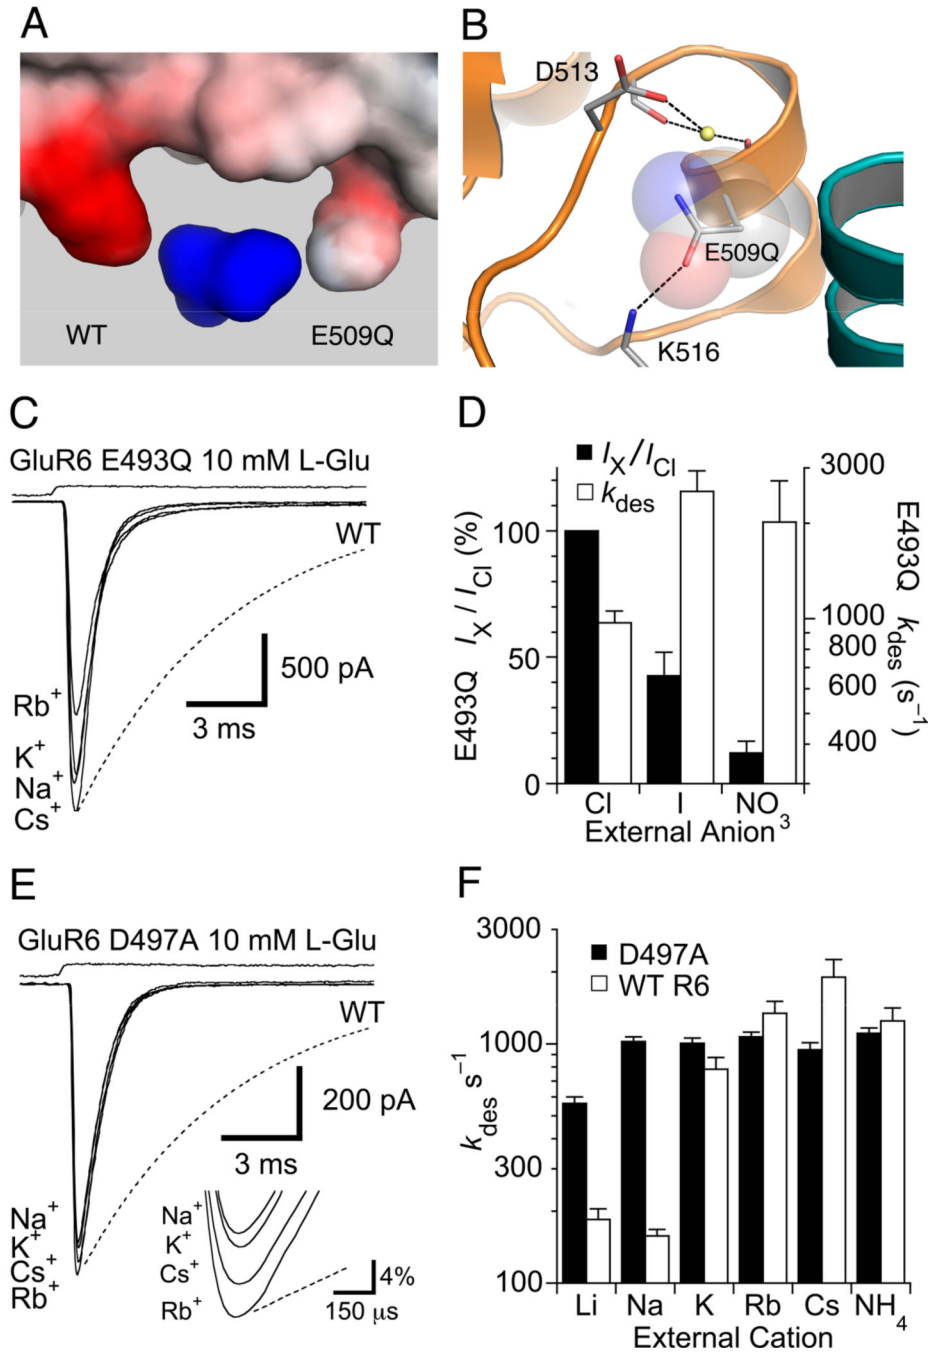 A
WT
E509Q
B
D513
E509Q
K516
C
GluR6 E493Q 10 mM L-Glu
WT
500 pA
3 ms
Rb+
K+
Na+
Cs+
D
IX/ICl
kdes
E493Q IX / ICl (%)
100
50
0
3000
1000
800
600
400
E493Q kdes (s−1)
Cl I NO3
External Anion
E
GluR6 D497A 10 mM L-Glu
WT
200 pA
3 ms
Na+
K+
Cs+
Rb+
Na+
K+
Cs+
Rb+
4%
150 µs
F
D497A
WT R6
kdes s−1
3000
1000
300
100
Li Na K Rb Cs NH4
External Cation